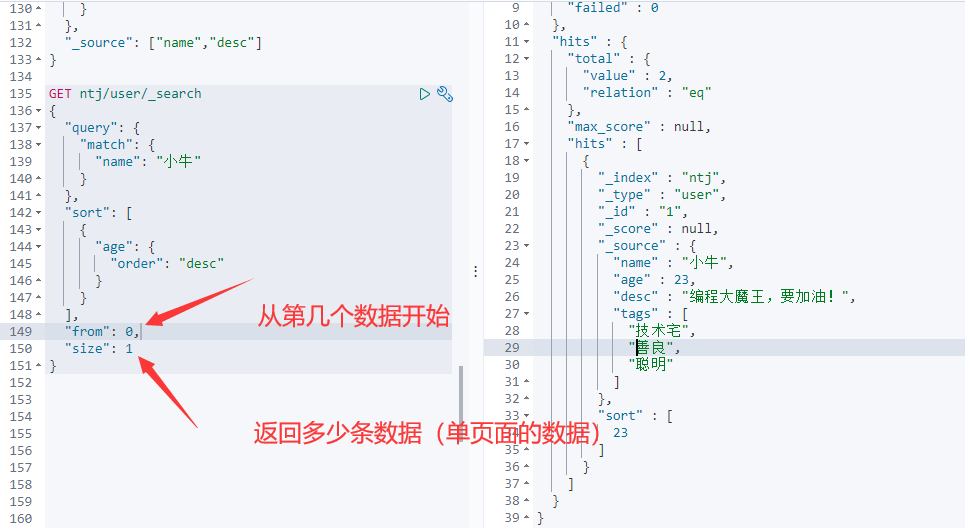 130 }
131 },
132 "_source": ["name","desc"]
133 }
134
135 GET ntj/user/_search
136 {
137 "query": {
138 "match": {
139 "name": "小牛"
140 }
141 },
142 "sort": [
143 {
144 "age": {
145 "order": "desc"
146 }
147 }
148 ],
149 "from": 0,
150 "size": 1
151 }
152
153
154
155
156
157
158
159
160
从第几个数据开始
返回多少条数据（单页面的数据）
9 "failed" : 0
10 },
11 "hits" : {
12 "total" : {
13 "value" : 2,
14 "relation" : "eq"
15 },
16 "max_score" : null,
17 "hits" : [
18 {
19 "_index" : "ntj",
20 "_type" : "user",
21 "_id" : "1",
22 "_score" : null,
23 "_source" : {
24 "name" : "小牛",
25 "age" : 23,
26 "desc" : "编程大魔王，要加油！",
27 "tags" : [
28 "技术宅",
29 "善良",
30 "聪明"
31 ]
32 },
33 "sort" : [
34 23
35 ]
36 }
37 ]
38 }
39 }